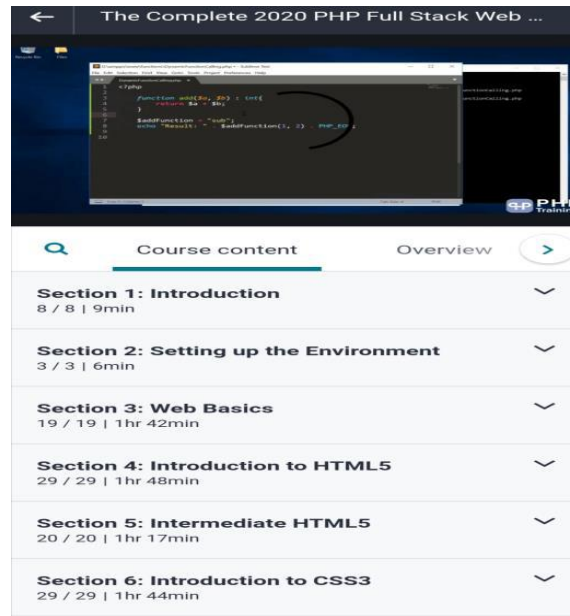 The Complete 2020 PHP Full Stack Web ...
<?php
function add($a, $b) : int{
return $a + $b;
}
$addFunction = "sub";
echo "Result: " . $addFunction(1, 2) . PHP_EOL;
PHP
Training
Course content
Overview
Section 1: Introduction
8 / 8 | 9min
Section 2: Setting up the Environment
3 / 3 | 6min
Section 3: Web Basics
19 / 19 | 1hr 42min
Section 4: Introduction to HTML5
29 / 29 | 1hr 48min
Section 5: Intermediate HTML5
20 / 20 | 1hr 17min
Section 6: Introduction to CSS3
29 / 29 | 1hr 44min